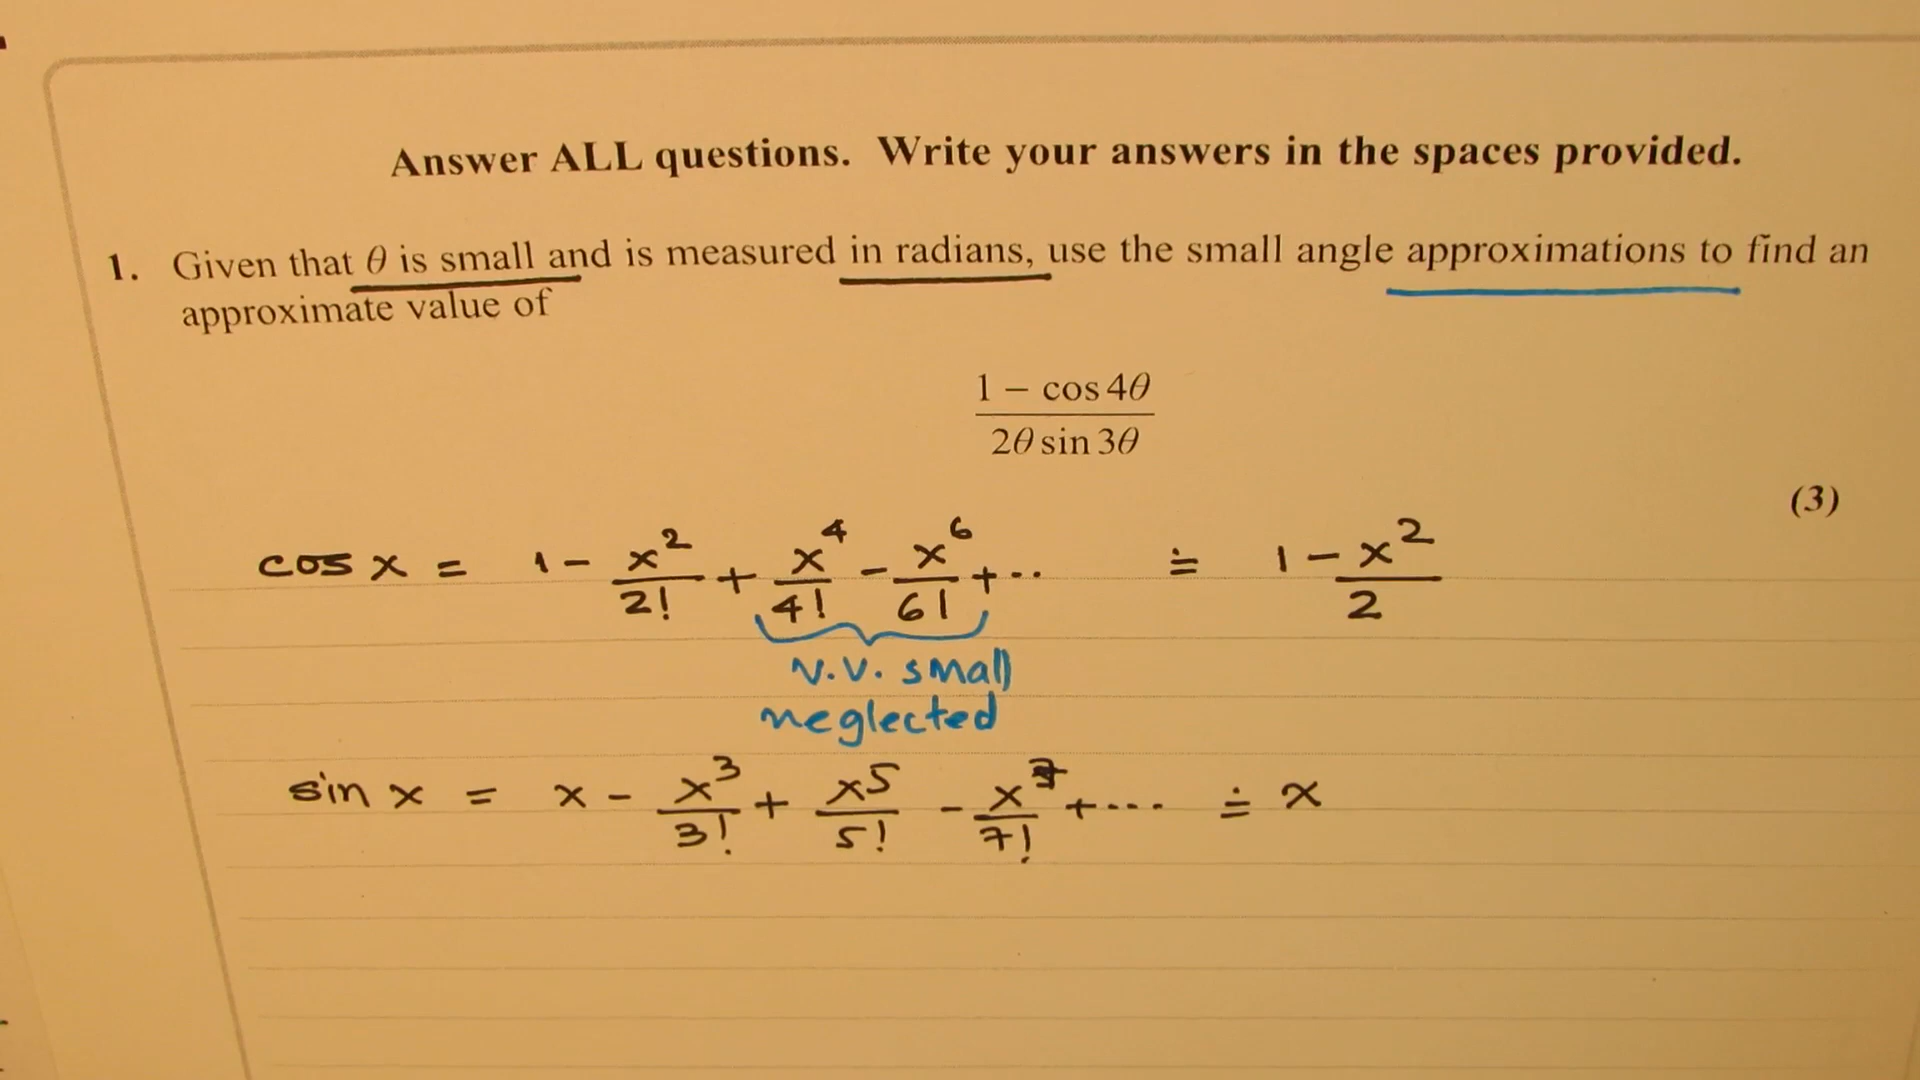 Answer ALL questions. Write your answers in the spaces provided.
1. Given that θ is small and is measured in radians, use the small angle approximations to find an
approximate value of
(1 − cos 4θ) / (2θ sin 3θ)
(3)
cos x = 1 − x²/2! + x⁴/4! − x⁶/6! + .. ≐ 1 − x²/2
v.v. small
neglected
sin x = x − x³/3! + x⁵/5! − x⁷/7! + ... ≐ x